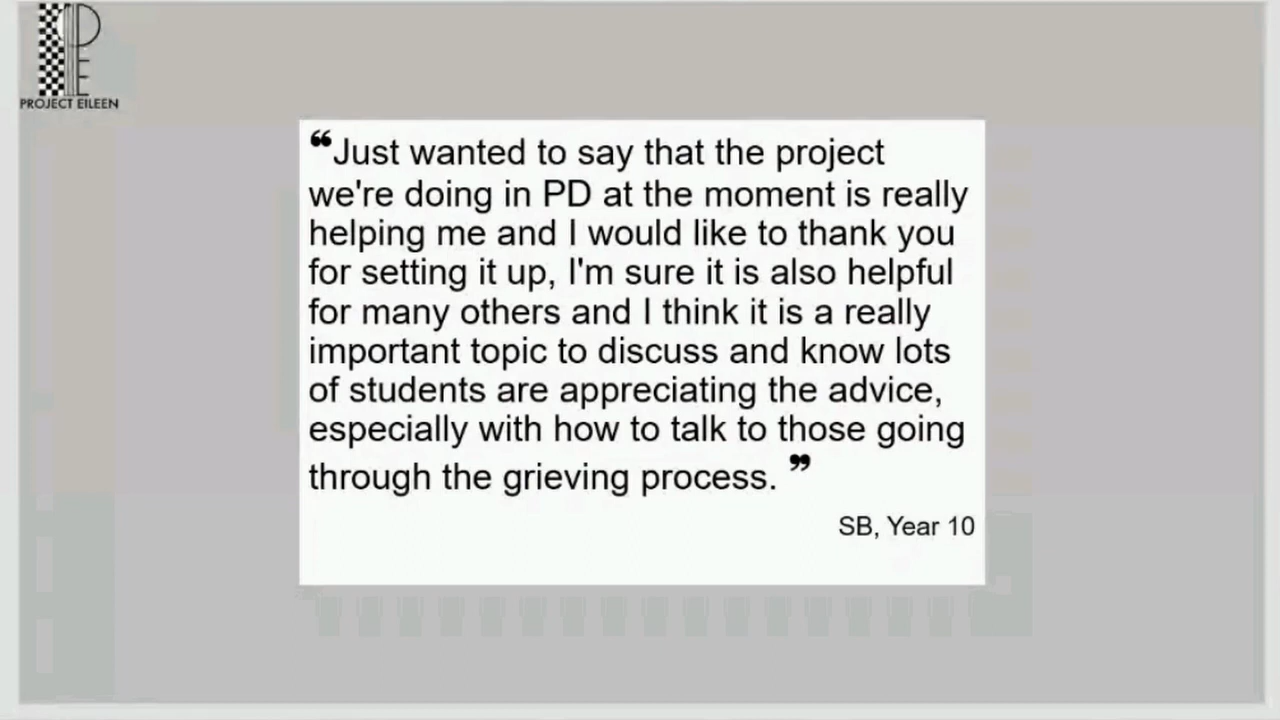 PE
PROJECT EILEEN
❝Just wanted to say that the project
we're doing in PD at the moment is really
helping me and I would like to thank you
for setting it up, I'm sure it is also helpful
for many others and I think it is a really
important topic to discuss and know lots
of students are appreciating the advice,
especially with how to talk to those going
through the grieving process. ❞
SB, Year 10